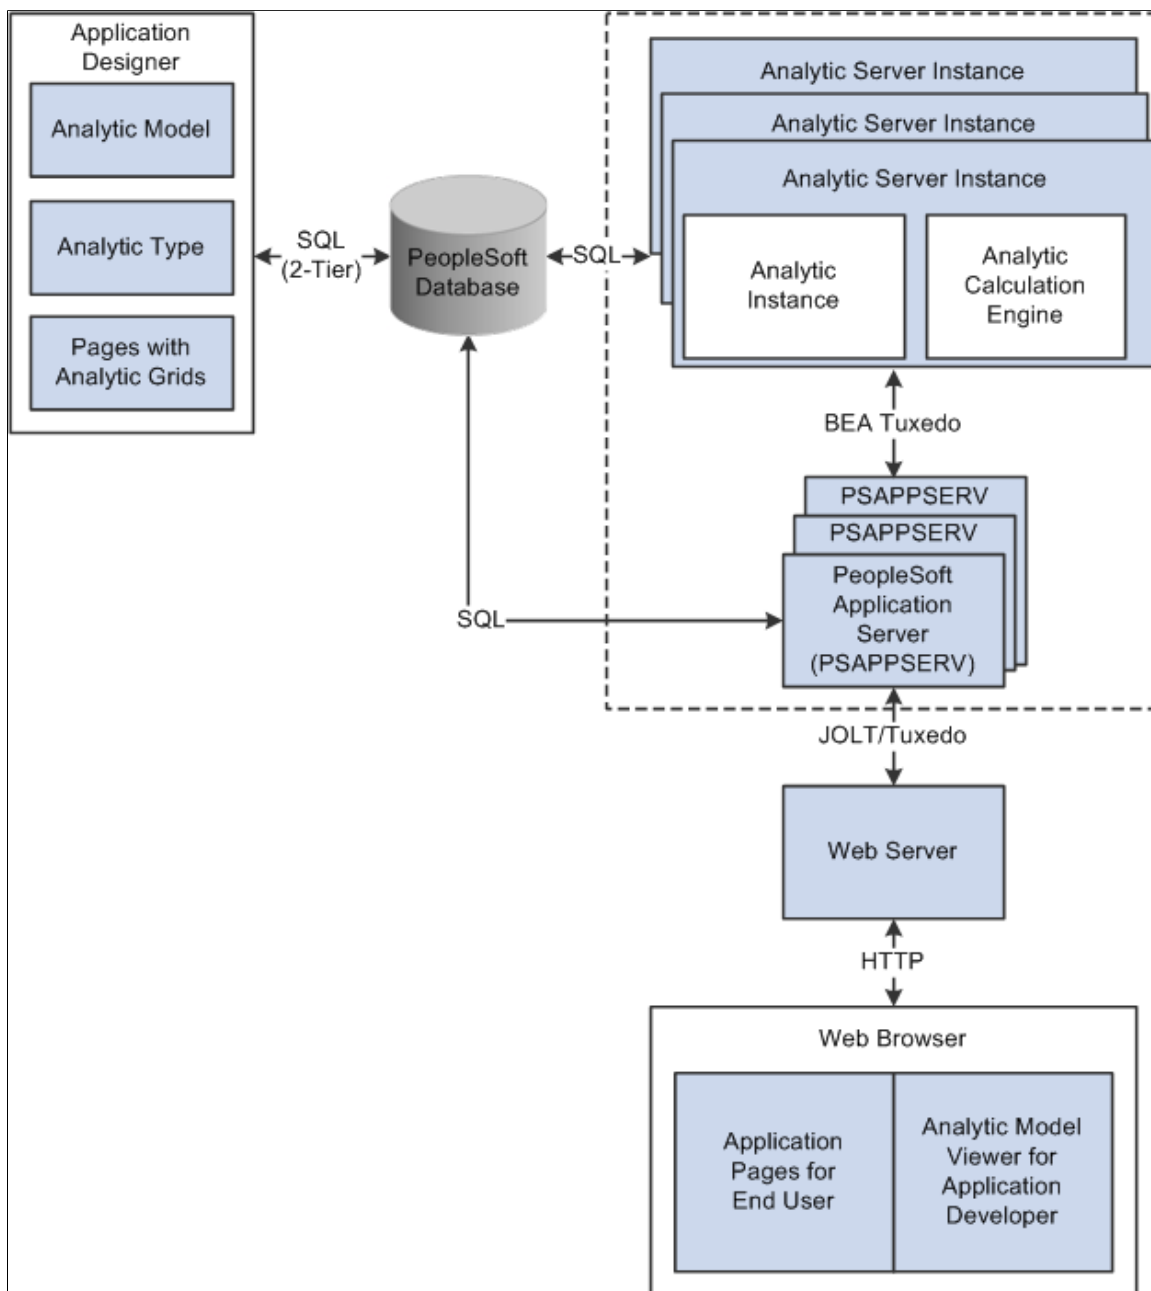 Application
Designer
Analytic Model
Analytic Type
Pages with
Analytic Grids
SQL
(2-Tier)
PeopleSoft
Database
SQL
Analytic Server Instance
Analytic Server Instance
Analytic Server Instance
Analytic
Instance
Analytic
Calculation
Engine
BEA Tuxedo
PSAPPSERV
PSAPPSERV
PeopleSoft
Application
Server
(PSAPPSERV)
SQL
JOLT/Tuxedo
Web Server
HTTP
Web Browser
Application
Pages for
End User
Analytic Model
Viewer for
Application
Developer